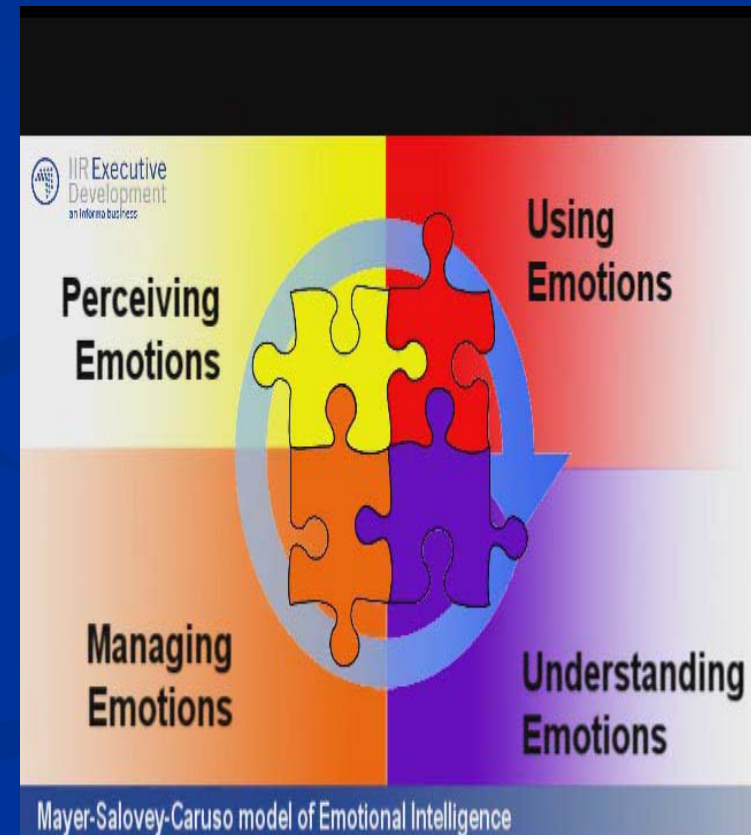 IIR Executive
Development
an informa business
Perceiving
Emotions
Using
Emotions
Managing
Emotions
Understanding
Emotions
Mayer-Salovey-Caruso model of Emotional Intelligence